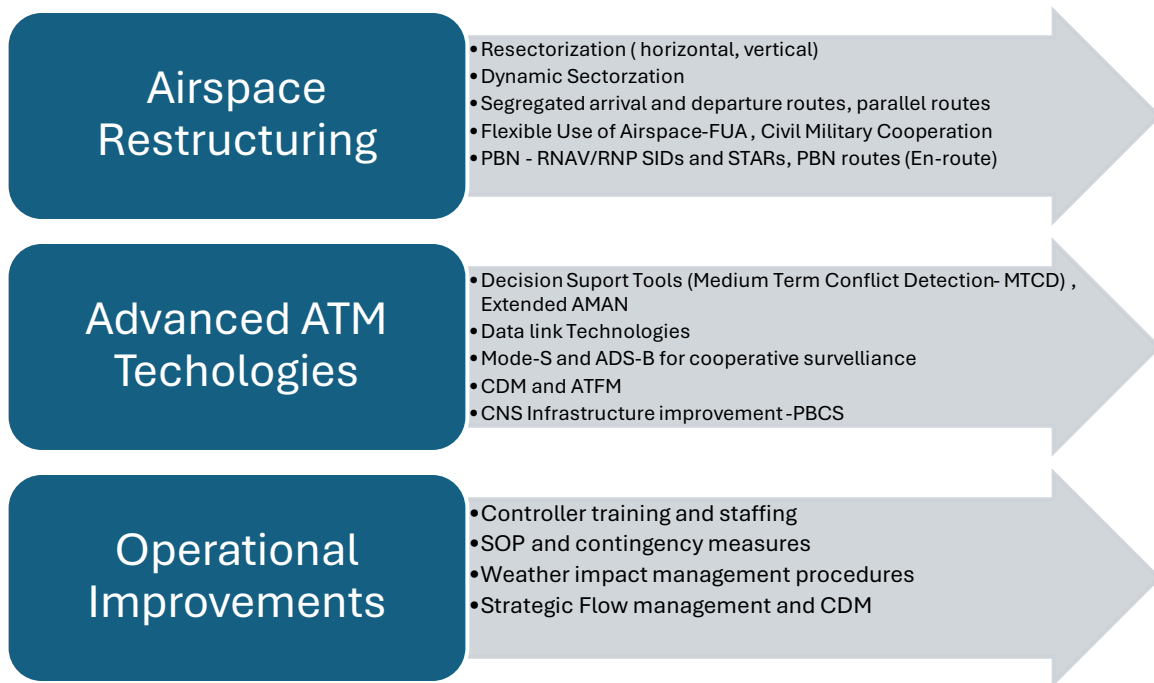 Airspace
Restructuring
•Resectorization ( horizontal, vertical)
•Dynamic Sectorzation
•Segregated arrival and departure routes, parallel routes
•Flexible Use of Airspace-FUA , Civil Military Cooperation
•PBN - RNAV/RNP SIDs and STARs, PBN routes (En-route)
Advanced ATM
Techologies
•Decision Suport Tools (Medium Term Conflict Detection- MTCD) ,
Extended AMAN
•Data link Technologies
•Mode-S and ADS-B for cooperative survelliance
•CDM and ATFM
•CNS Infrastructure improvement -PBCS
Operational
Improvements
•Controller training and staffing
•SOP and contingency measures
•Weather impact management procedures
•Strategic Flow management and CDM